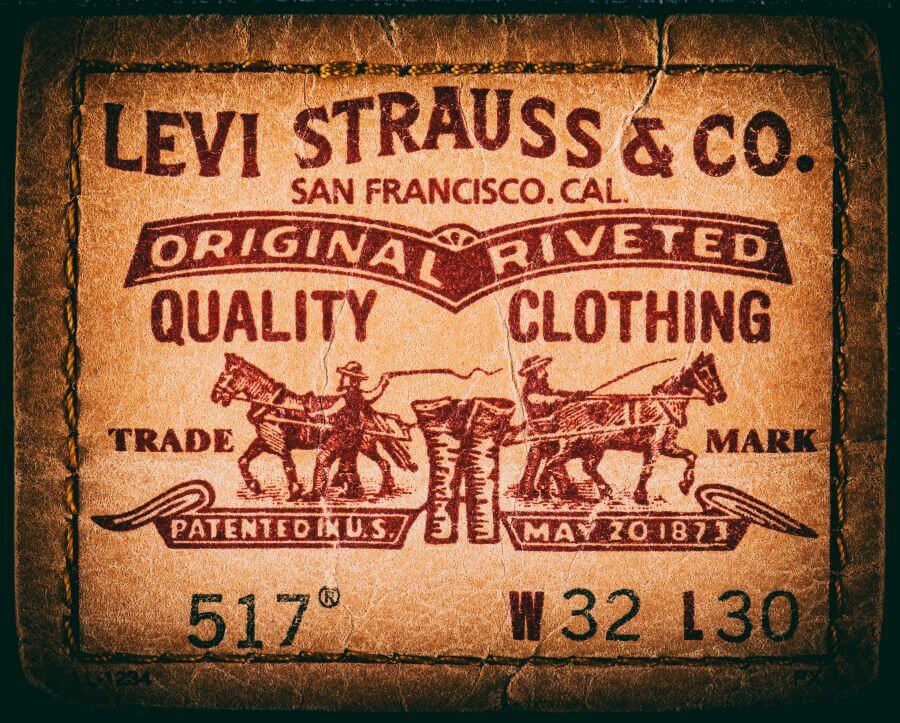 LEVI STRAUSS & CO.
SAN FRANCISCO. CAL.
ORIGINAL RIVETED
QUALITY CLOTHING
TRADE MARK
PATENTED IN U.S. MAY 20 1873
517® W 32 L 30